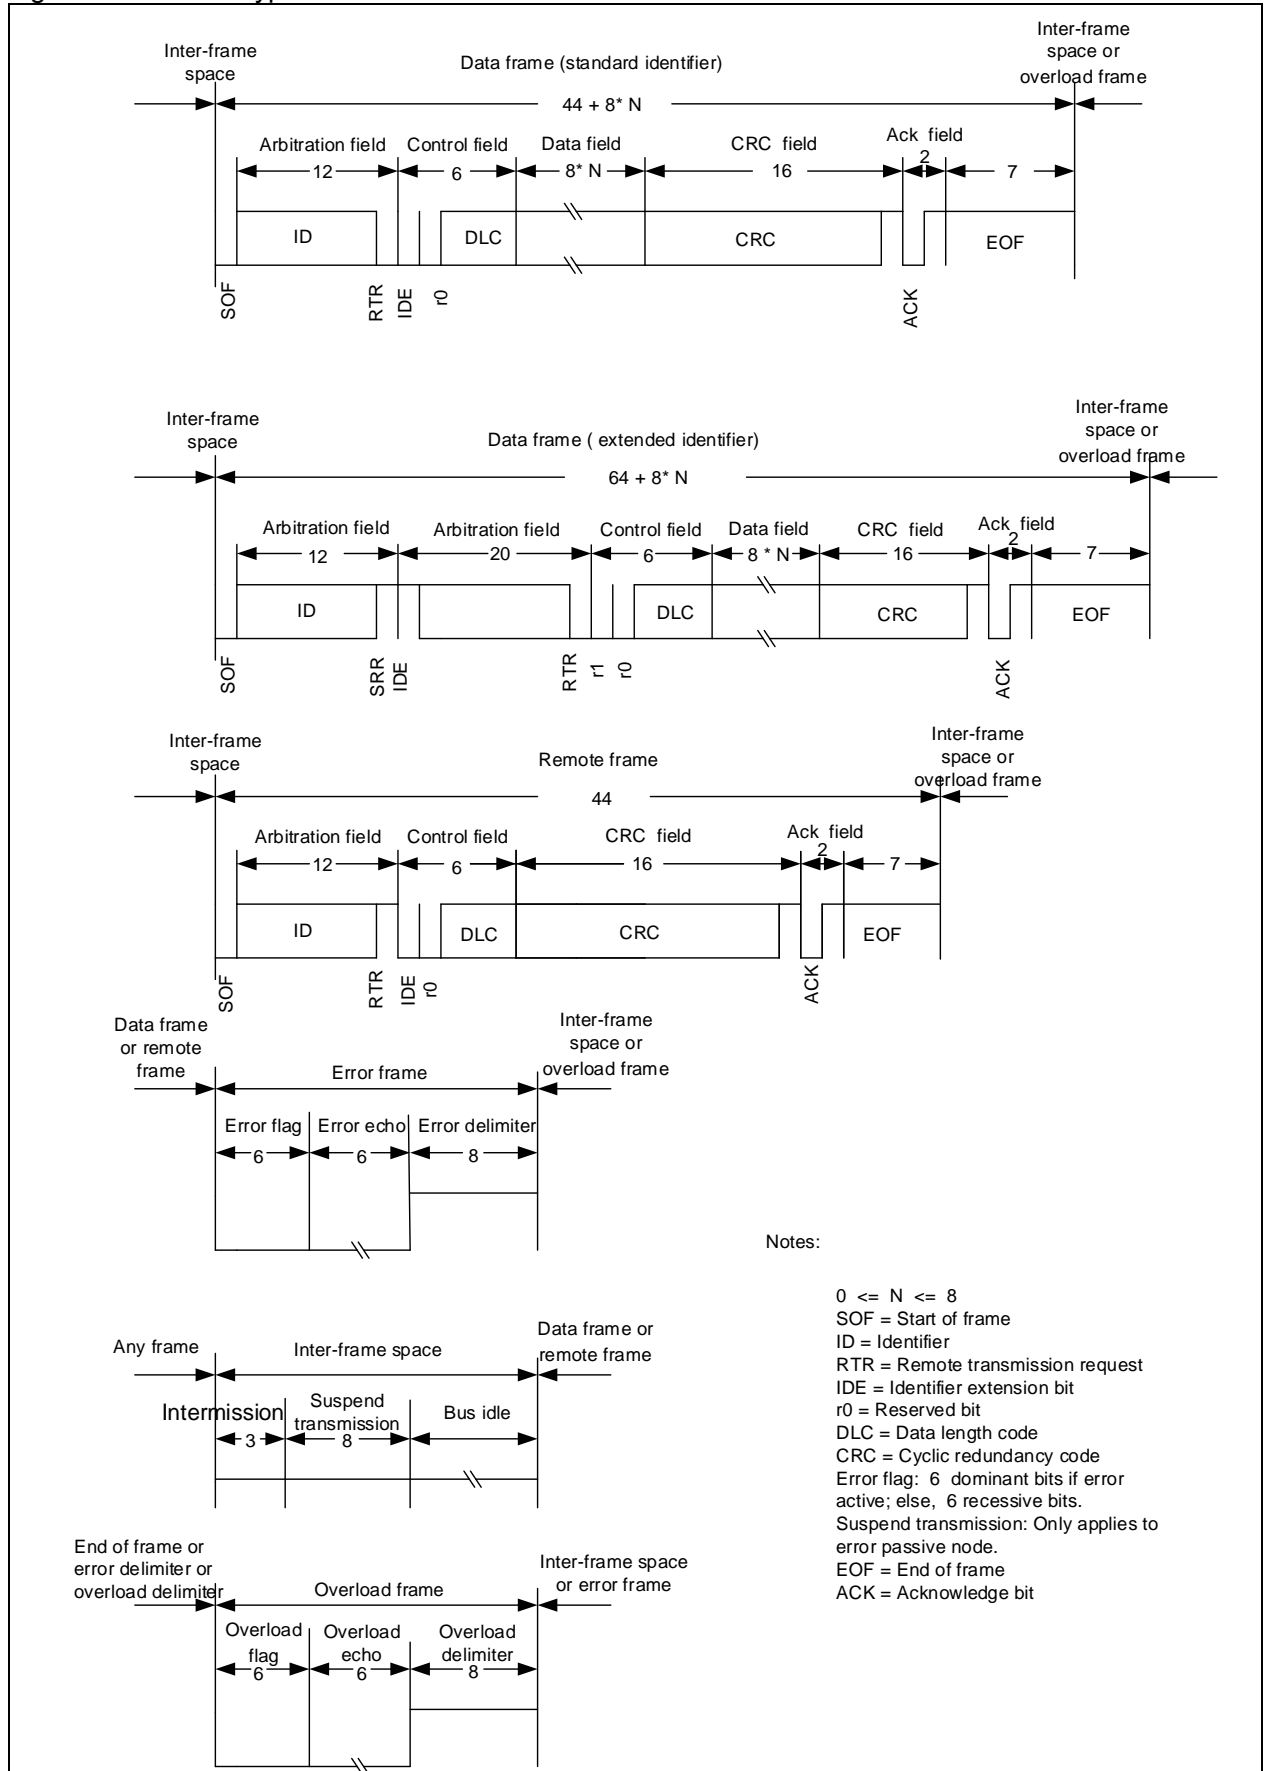 Inter-frame
space
Data frame (standard identifier)
Inter-frame
space or
overload frame
44 + 8* N
Arbitration field
Control field
Data field
CRC field
Ack field
12
6
8* N
16
2
7
ID
DLC
CRC
EOF
SOF
RTR
IDE
r0
ACK
Inter-frame
space
Data frame ( extended identifier)
Inter-frame
space or
overload frame
64 + 8* N
Arbitration field
Arbitration field
Control field
Data field
CRC field
Ack field
12
20
6
8 * N
16
2
7
ID
DLC
CRC
EOF
SOF
SRR
IDE
RTR
r1
r0
ACK
Inter-frame
space
Remote frame
Inter-frame
space or
overload frame
44
Arbitration field
Control field
CRC field
Ack field
12
6
16
2
7
ID
DLC
CRC
EOF
SOF
RTR
IDE
r0
ACK
Data frame
or remote
frame
Error frame
Inter-frame
space or
overload frame
Error flag
Error echo
Error delimiter
6
6
8
Any frame
Inter-frame space
Data frame or
remote frame
Intermission
Suspend
transmission
Bus idle
3
8
End of frame or
error delimiter or
overload delimiter
Overload frame
Inter-frame space
or error frame
Overload
flag
Overload
echo
Overload
delimiter
6
6
8
Notes:
0 <= N <= 8
SOF = Start of frame
ID = Identifier
RTR = Remote transmission request
IDE = Identifier extension bit
r0 = Reserved bit
DLC = Data length code
CRC = Cyclic redundancy code
Error flag: 6 dominant bits if error
active; else, 6 recessive bits.
Suspend transmission: Only applies to
error passive node.
EOF = End of frame
ACK = Acknowledge bit